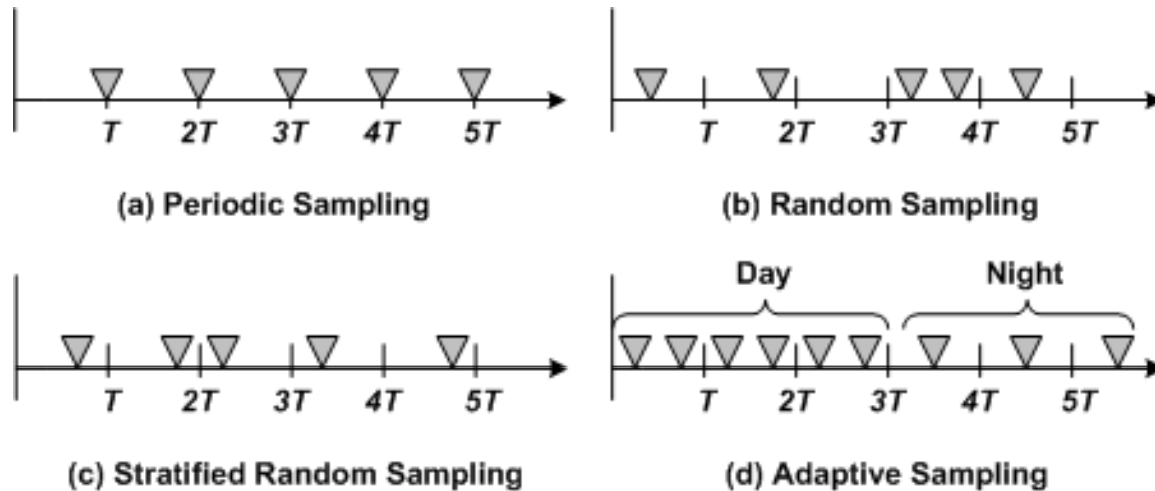 T 2T 3T 4T 5T
(a) Periodic Sampling
T 2T 3T 4T 5T
(b) Random Sampling
T 2T 3T 4T 5T
(c) Stratified Random Sampling
Day Night
T 2T 3T 4T 5T
(d) Adaptive Sampling